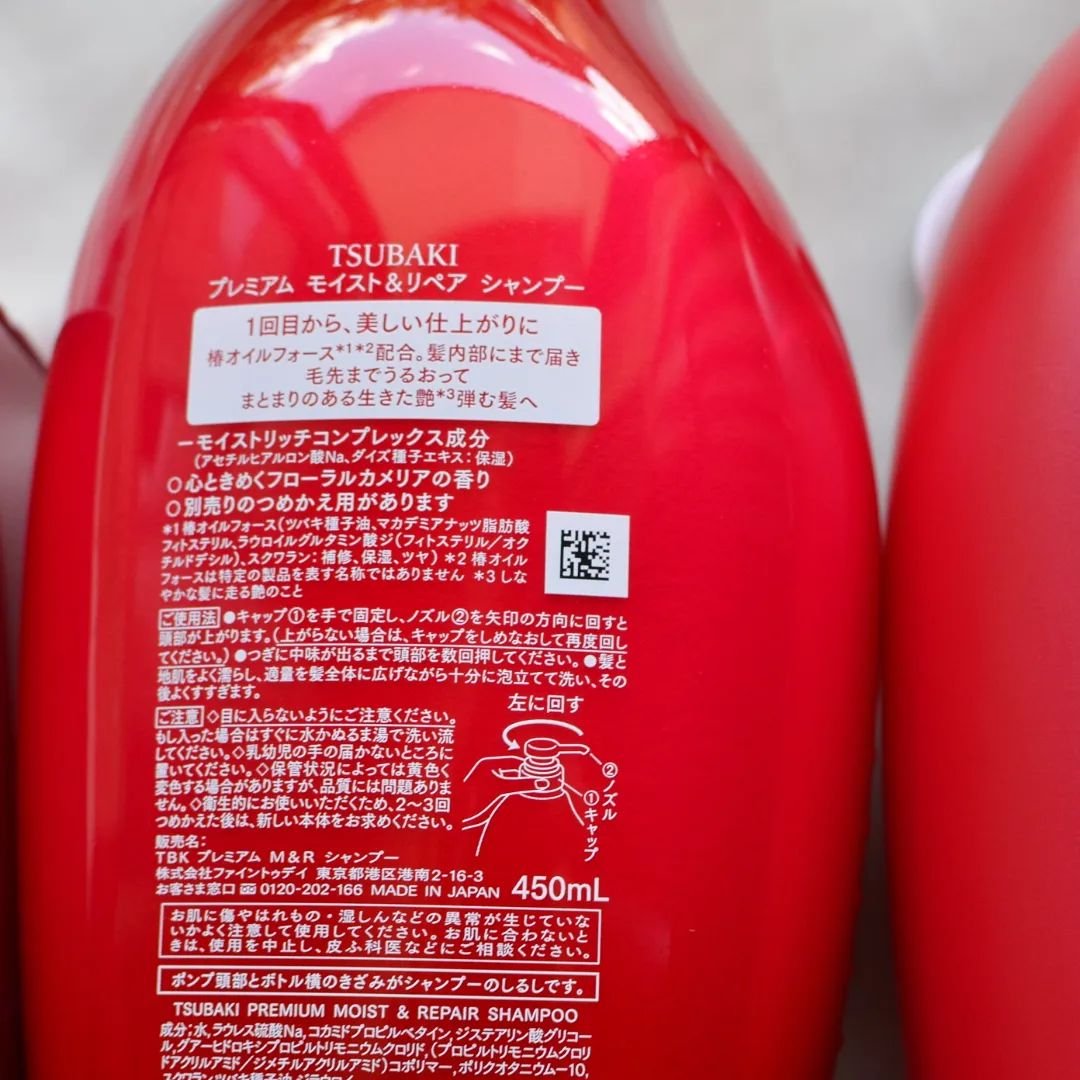 TSUBAKI
プレミアム モイスト&リペア シャンプー
1回目から、美しい仕上がりに
椿オイルフォース*1*2配合。髪内部にまで届き
毛先までうるおって
まとまりのある生きた艶*3弾む髪へ
ーモイストリッチコンプレックス成分
(アセチルヒアルロン酸Na、ダイズ種子エキス:保湿)
○心ときめくフローラルカメリアの香り
○別売りのつめかえ用があります
*1椿オイルフォース(ツバキ種子油、マカデミアナッツ脂肪酸
フィトステリル、ラウロイルグルタミン酸ジ(フィトステリル/オク
チルドデシル)、スクワラン:補修、保湿、ツヤ) *2 椿オイル
フォースは特定の製品を表す名称ではありません *3 しな
やかな髪に走る艶のこと
ご使用法 ●キャップ①を手で固定し、ノズル②を矢印の方向に回すと
頭部が上がります。(上がらない場合は、キャップをしめなおして再度回し
てください。) ●つぎに中味が出るまで頭部を数回押してください。●髪と
地肌をよく濡らし、適量を髪全体に広げながら十分に泡立てて洗い、その
後よくすすぎます。
ご注意 ◇目に入らないようにご注意ください。
もし入った場合はすぐに水かぬるま湯で洗い流
してください。◇乳幼児の手の届かないところに
置いてください。◇保管状況によっては黄色く
変色する場合がありますが、品質には問題ありま
せん。◇衛生的にお使いいただくため、2〜3回
つめかえた後は、新しい本体をお求めください。
左に回す
②ノズル
①キャップ
販売名:
TBK プレミアム M&R シャンプー
株式会社ファイントゥデイ 東京都港区港南2-16-3
お客さま窓口 0120-202-166 MADE IN JAPAN 450mL
お肌に傷やはれもの・湿しんなどの異常が生じていな
いかよく注意して使用してください。お肌に合わないと
きは、使用を中止し、皮ふ科医などにご相談ください。
ポンプ頭部とボトル横のきざみがシャンプーのしるしです。
TSUBAKI PREMIUM MOIST & REPAIR SHAMPOO
成分:水,ラウレス硫酸Na,コカミドプロピルベタイン,ジステアリン酸グリコー
ル,グアーヒドロキシプロピルトリモニウムクロリド,(プロピルトリモニウムクロリ
ドアクリルアミド/ジメチルアクリルアミド)コポリマー,ポリクオタニウム-10,
スクワラン,ツバキ種子油,